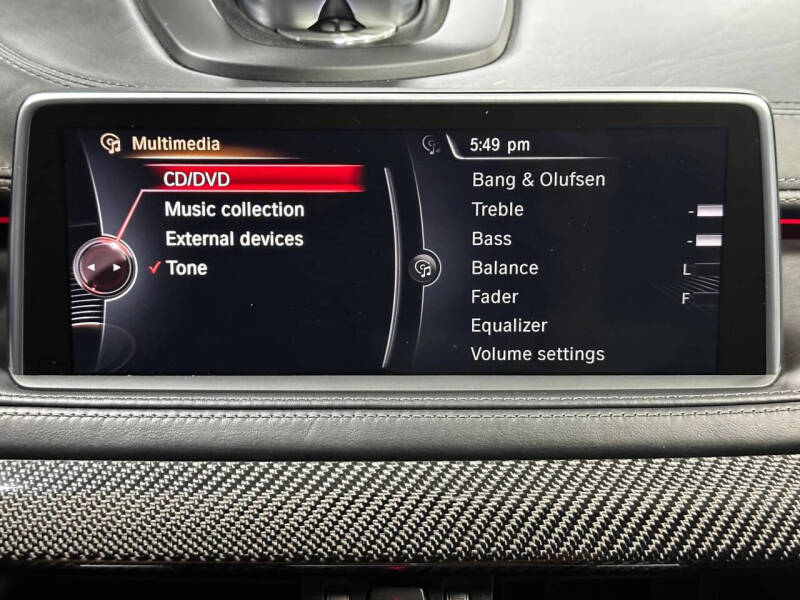 Multimedia
CD/DVD
Music collection
External devices
Tone
5:49 pm
Bang & Olufsen
Treble -
Bass -
Balance L
Fader F
Equalizer
Volume settings